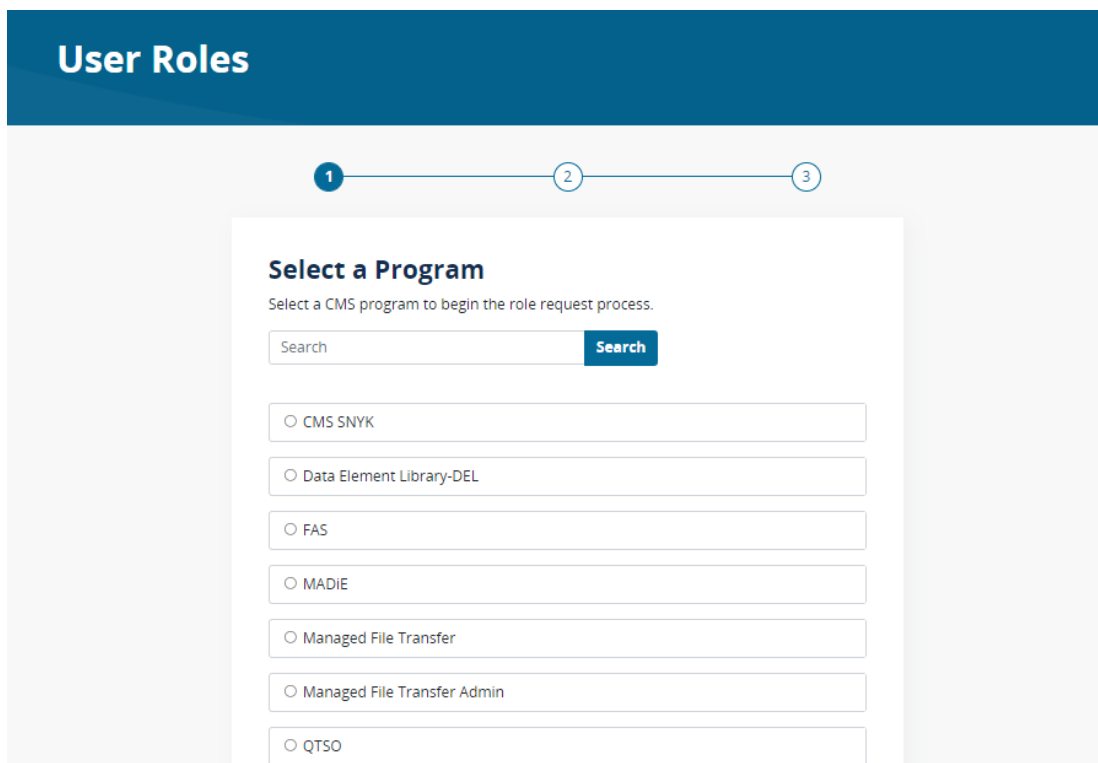 User Roles
1
2
3
Select a Program
Select a CMS program to begin the role request process.
Search
Search
CMS SNYK
Data Element Library-DEL
FAS
MADiE
Managed File Transfer
Managed File Transfer Admin
QTSO